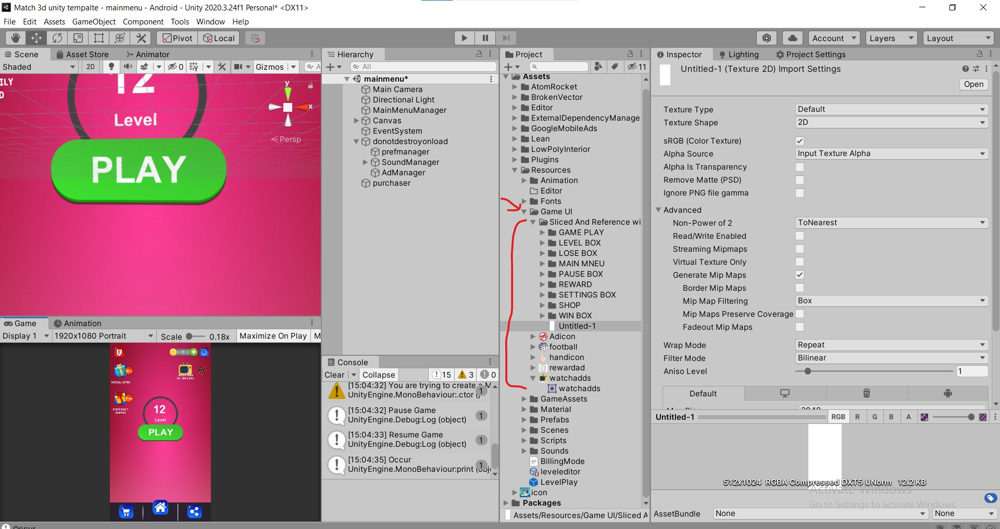 Match 3d unity tempalte - mainmenu - Android - Unity 2020.3.24f1 Personal* <DX11>
File Edit Assets GameObject Component Tools Window Help
Pivot Local Account Layers Layout
Scene Asset Store Animator
Shaded 2D 0 Gizmos A
ILY
D
12
Level
PLAY
y
x
Persp
Game Animation
Display 1 1920x1080 Portrait Scale 0.18x Maximize On Play M
1
SPECIAL OFFER
CHECK DAILY
REWARD
12
Level
PLAY
Hierarchy
All
mainmenu*
Main Camera
Directional Light
MainMenuManager
Canvas
EventSystem
donotdestroyonload
prefmanager
SoundManager
AdManager
purchaser
Console
Clear Collapse 15 3 0
[15:04:32] You are trying to create a M
UnityEngine.MonoBehaviour:.ctor ()
1
[15:04:32] Pause Game
UnityEngine.Debug:Log (object)
1
[15:04:33] Resume Game
UnityEngine.Debug:Log (object)
1
[15:04:35] Occur
UnityEngine.MonoBehaviour:print (obj
1
Project
11
Assets
AtomRocket
BrokenVector
Editor
ExternalDependencyManage
GoogleMobileAds
Lean
LowPolyInterior
Plugins
Resources
Animation
Editor
Fonts
Game UI
Sliced And Reference wi
GAME PLAY
LEVEL BOX
LOSE BOX
MAIN MNEU
PAUSE BOX
REWARD
SETTINGS BOX
SHOP
WIN BOX
Untitled-1
Adicon
football
handicon
rewardad
watchadds
watchadds
GameAssets
Material
Prefabs
Scenes
Scripts
Sounds
BillingMode
leveleditor
LevelPlay
icon
Packages
Assets/Resources/Game UI/Sliced A
Inspector Lighting Project Settings
Untitled-1 (Texture 2D) Import Settings
Open
Texture Type Default
Texture Shape 2D
sRGB (Color Texture)
Alpha Source Input Texture Alpha
Alpha Is Transparency
Remove Matte (PSD)
Ignore PNG file gamma
Advanced
Non-Power of 2 ToNearest
Read/Write Enabled
Streaming Mipmaps
Virtual Texture Only
Generate Mip Maps
Border Mip Maps
Mip Map Filtering Box
Mip Maps Preserve Coverage
Fadeout Mip Maps
Wrap Mode Repeat
Filter Mode Bilinear
Aniso Level 1
Default
Max Size 2048
Untitled-1 RGB R G B A
512x1024 RGBA Compressed DXT5 UNorm 12.2 KB
Activate Windows
Go to Settings to activate Windows.
AssetBundle None None
Occur